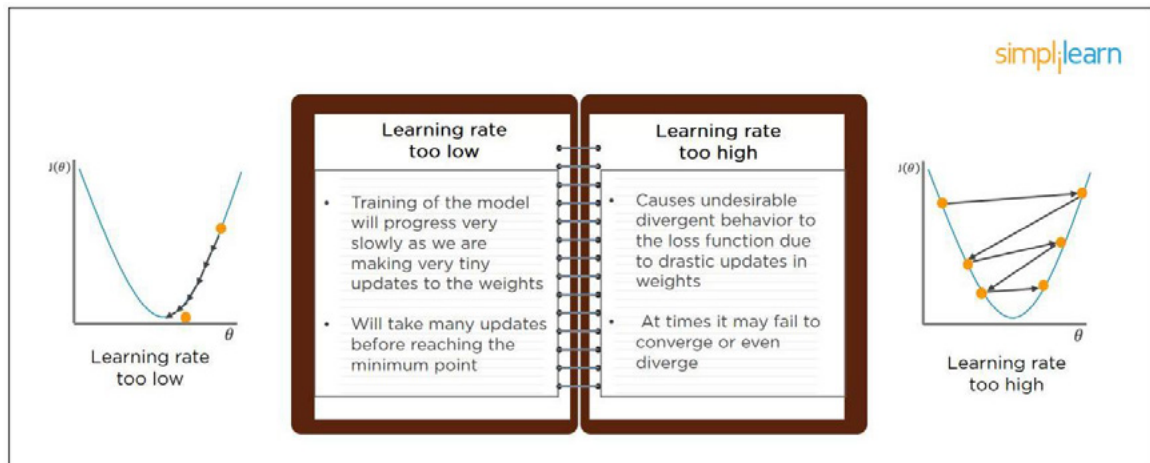 simplilearn
Learning rate
too low
Learning rate
too high
J(θ)
θ
Learning rate
too low
• Training of the model
will progress very
slowly as we are
making very tiny
updates to the weights
• Will take many updates
before reaching the
minimum point
• Causes undesirable
divergent behavior to
the loss function due
to drastic updates in
weights
• At times it may fail to
converge or even
diverge
J(θ)
θ
Learning rate
too high